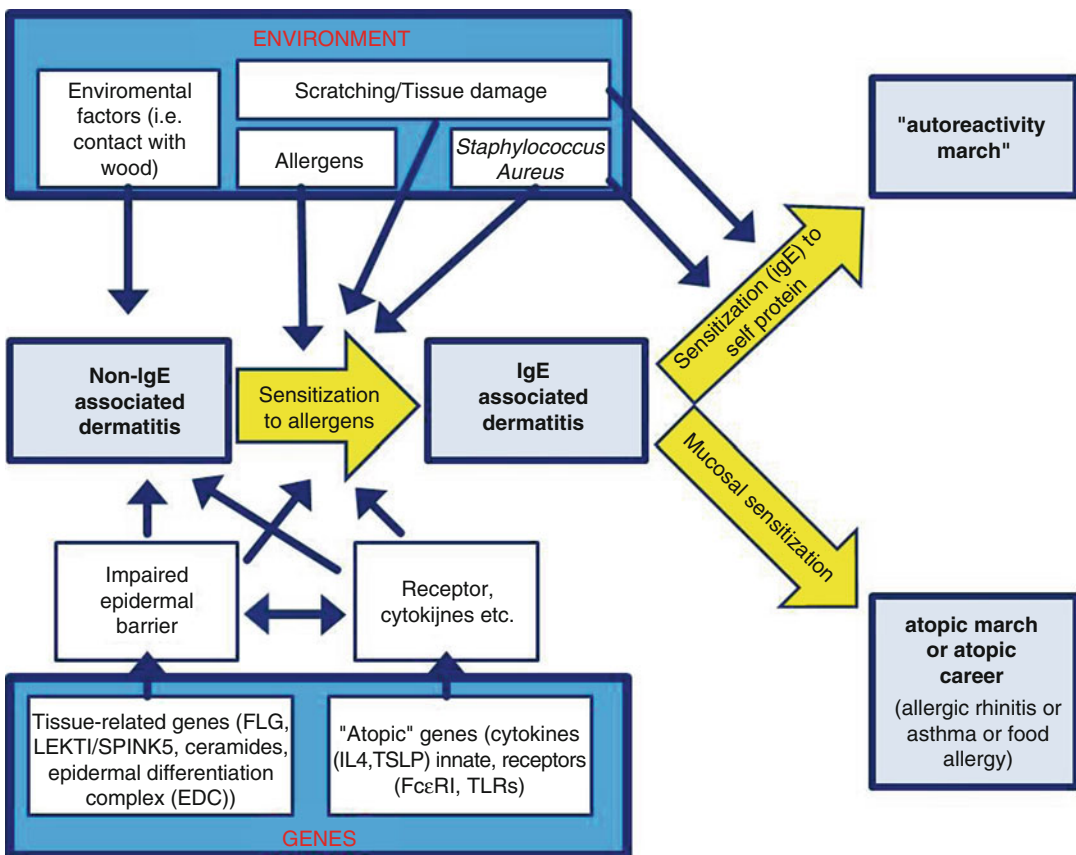 ENVIRONMENT
Enviromental
factors (i.e.
contact with
wood)
Scratching/Tissue damage
Allergens
Staphylococcus
Aureus
"autoreactivity
march"
Sensitization (igE) to
self protein
Non-IgE
associated
dermatitis
Sensitization
to allergens
IgE
associated
dermatitis
Mucosal sensitization
Impaired
epidermal
barrier
Receptor,
cytokijnes etc.
atopic march
or atopic
career
(allergic rhinitis or
asthma or food
allergy)
Tissue-related genes (FLG,
LEKTI/SPINK5, ceramides,
epidermal differentiation
complex (EDC))
"Atopic" genes (cytokines
(IL4,TSLP) innate, receptors
(FcεRI, TLRs)
GENES